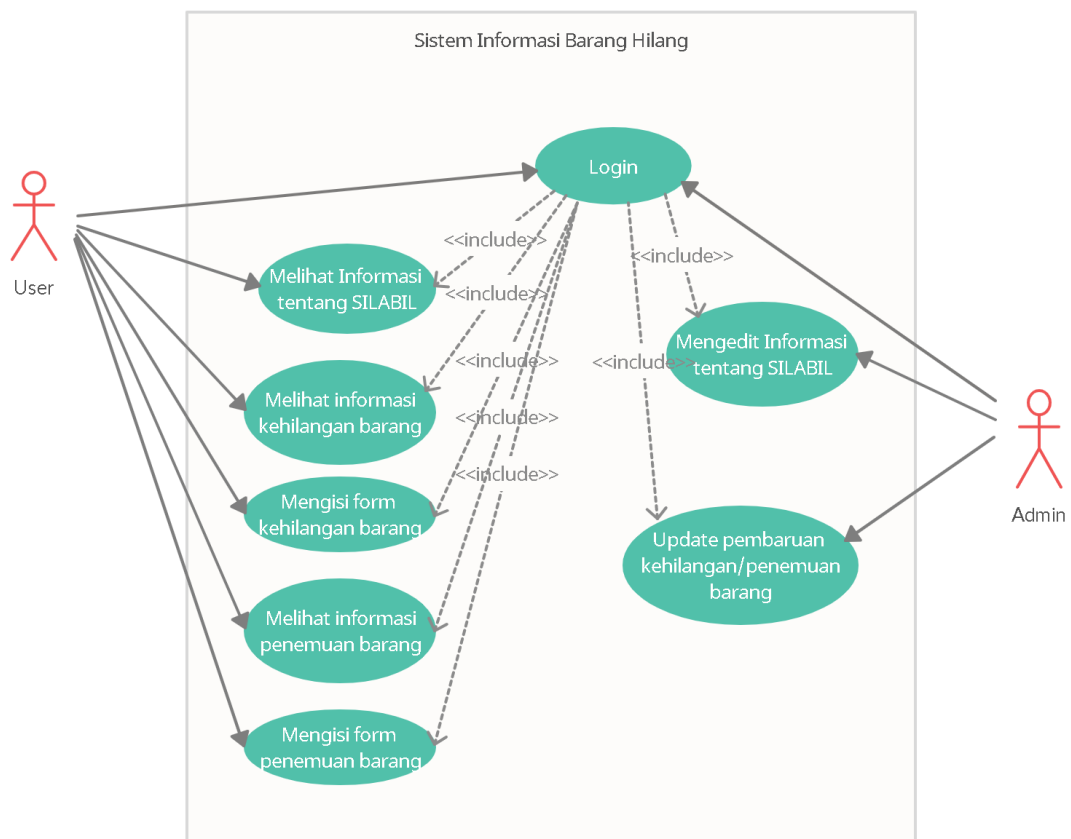 Sistem Informasi Barang Hilang
Login
User
<<include>>
<<include>>
Melihat Informasi
tentang SILABIL
<<include>>
Mengedit Informasi
tentang SILABIL
<<include>>
<<include>>
Melihat informasi
kehilangan barang
<<include>>
<<include>>
Mengisi form
kehilangan barang
Admin
Update pembaruan
kehilangan/penemuan
barang
Melihat informasi
penemuan barang
Mengisi form
penemuan barang